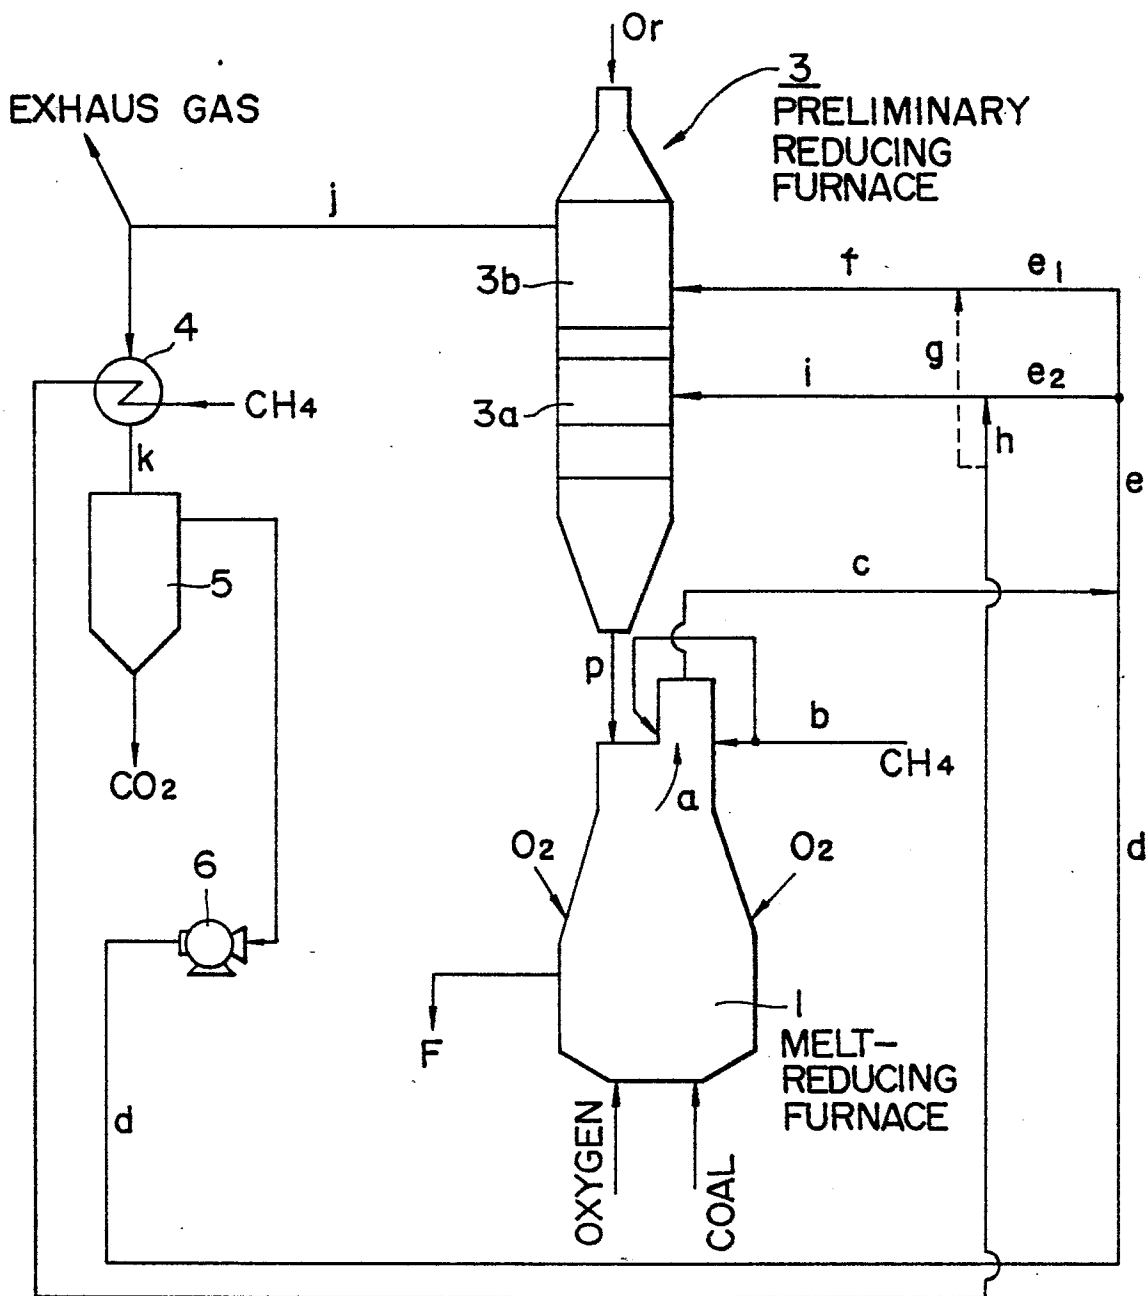 Or
3
PRELIMINARY
REDUCING
FURNACE
EXHAUS GAS
j
3b
f
e1
4
g
i
e2
CH4
3a
h
k
e
5
c
p
b
CH4
CO2
a
O2
O2
d
6
1
F
MELT-
REDUCING
FURNACE
d
OXYGEN
COAL